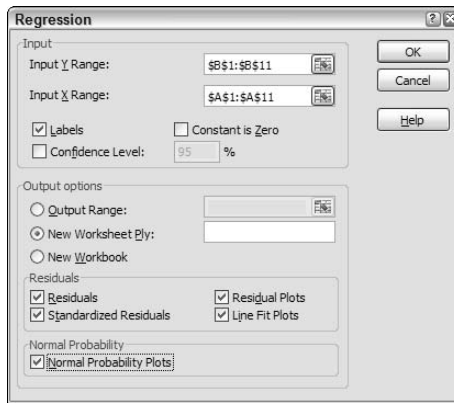 Regression
Input
Input Y Range: $B$1:$B$11
Input X Range: $A$1:$A$11
Labels Constant is Zero
Confidence Level: 95 %
OK
Cancel
Help
Output options
Output Range:
New Worksheet Ply:
New Workbook
Residuals
Residuals Residual Plots
Standardized Residuals Line Fit Plots
Normal Probability
Normal Probability Plots